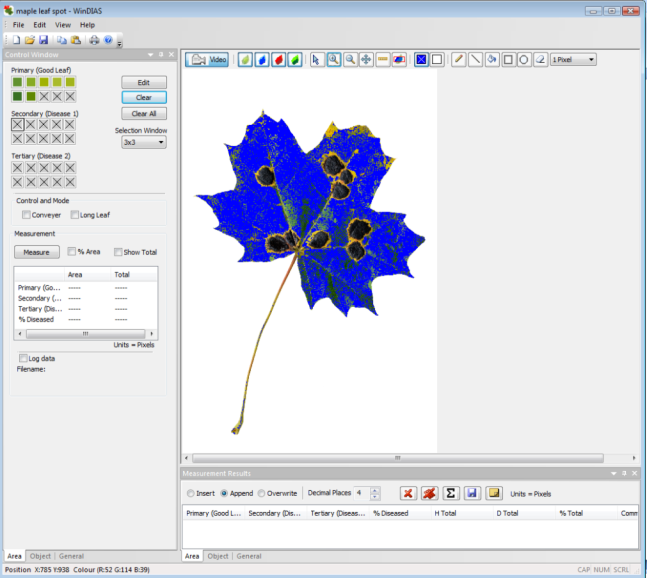 maple leaf spot - WinDIAS
File Edit View Help
Control Window
Video
1 Pixel
Primary (Good Leaf)
Edit
Clear
Secondary (Disease 1)
Clear All
Selection Window
3x3
Tertiary (Disease 2)
Control and Mode
Conveyer Long Leaf
Measurement
Measure % Area Show Total
Area Total
Primary (Go... ----- -----
Secondary (... ----- -----
Tertiary (Dis... ----- -----
% Diseased ----- -----
Units = Pixels
Log data
Filename:
Measurement Results
Insert Append Overwrite Decimal Places 4 Units = Pixels
Primary (Good L... Secondary (Dis... Tertiary (Diseas... % Diseased H Total D Total % Total Comm
Area Object General
Area Object General
Position X:785 Y:938 Colour (R:52 G:114 B:39) CAP NUM SCRL